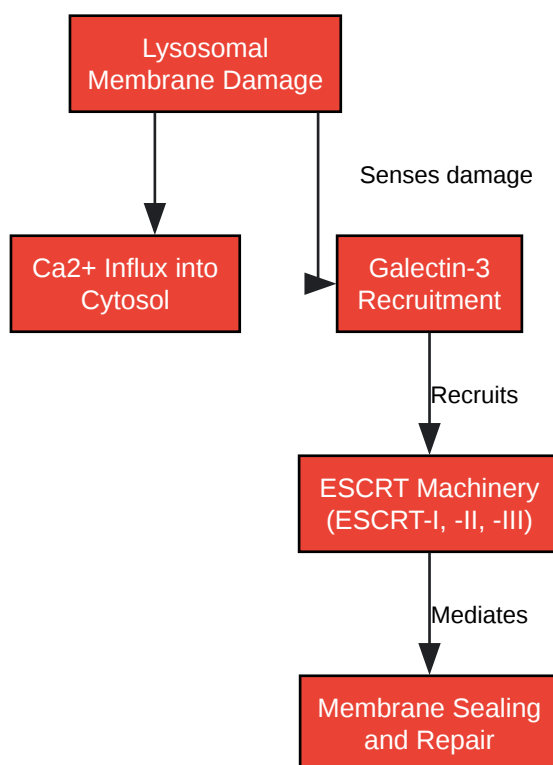 Lysosomal
Membrane Damage
Senses damage
Ca2+ Influx into
Cytosol
Galectin-3
Recruitment
Recruits
ESCRT Machinery
(ESCRT-I, -II, -III)
Mediates
Membrane Sealing
and Repair